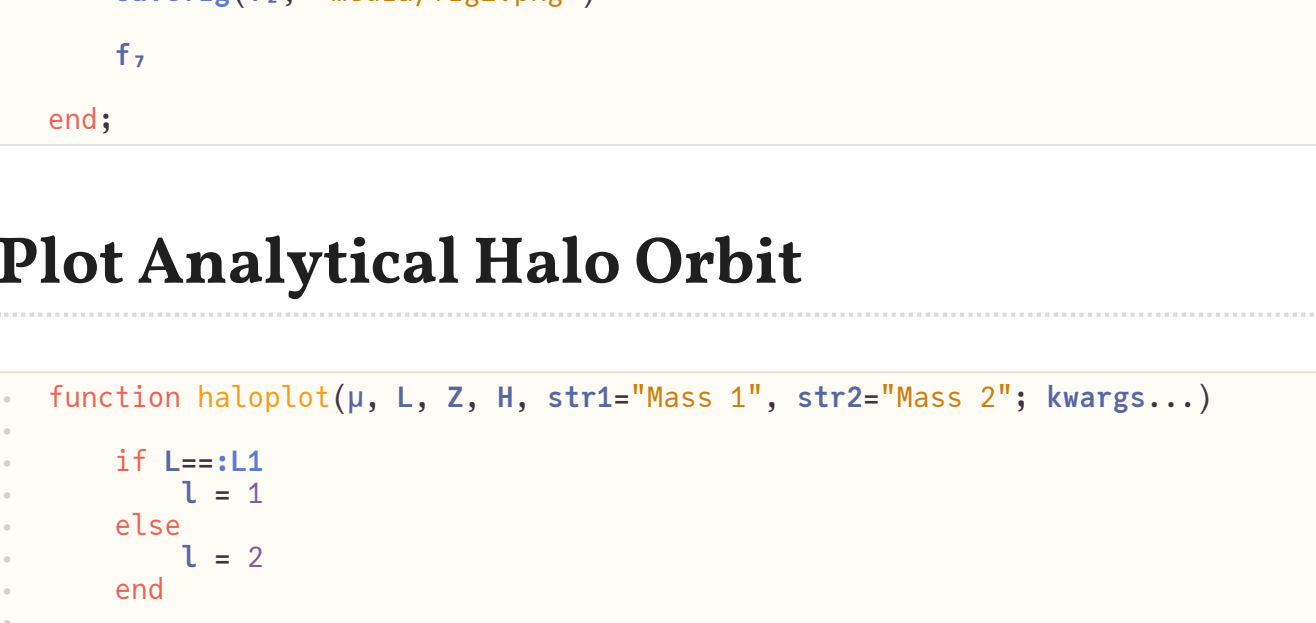 f₇
end;
Plot Analytical Halo Orbit
function haloplot(μ, L, Z, H, str1="Mass 1", str2="Mass 2"; kwargs...)
if L==:L1
l = 1
else
l = 2
end